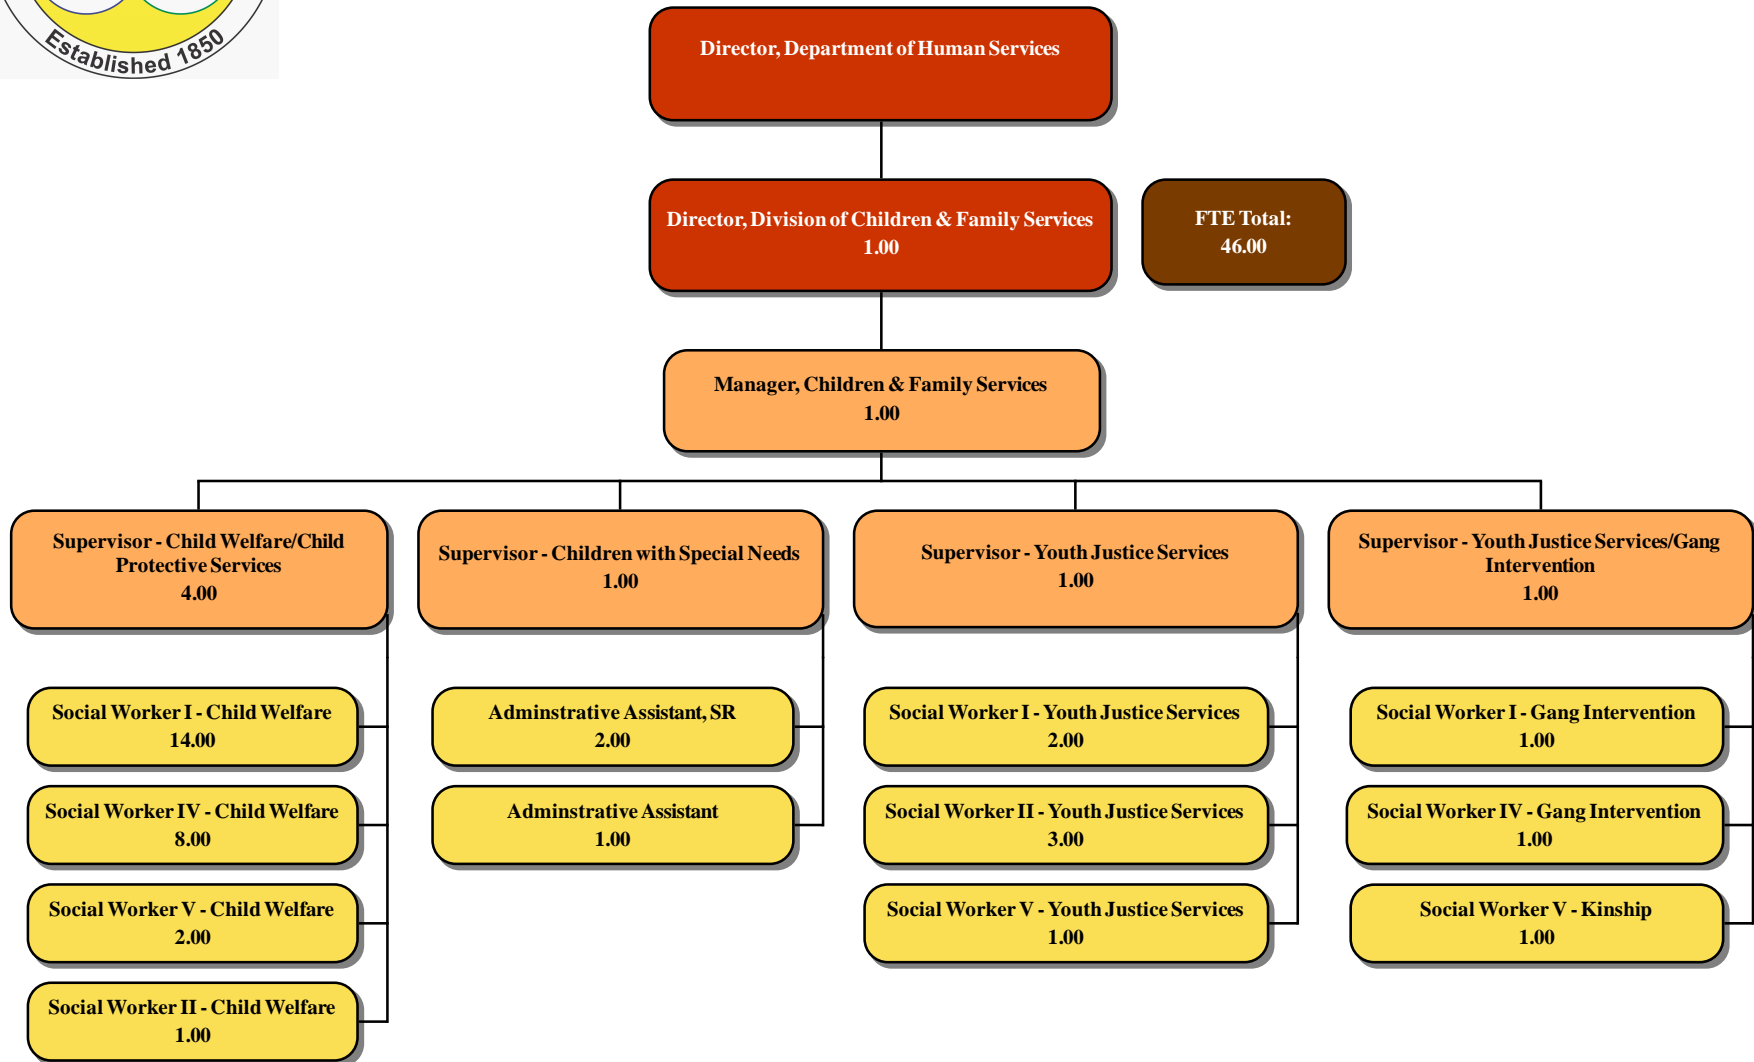 Established 1850
Director, Department of Human Services
Director, Division of Children & Family Services
1.00
FTE Total:
46.00
Manager, Children & Family Services
1.00
Supervisor - Child Welfare/Child
Protective Services
4.00
Supervisor - Children with Special Needs
1.00
Supervisor - Youth Justice Services
1.00
Supervisor - Youth Justice Services/Gang
Intervention
1.00
Social Worker I - Child Welfare
14.00
Social Worker IV - Child Welfare
8.00
Social Worker V - Child Welfare
2.00
Social Worker II - Child Welfare
1.00
Adminstrative Assistant, SR
2.00
Adminstrative Assistant
1.00
Social Worker I - Youth Justice Services
2.00
Social Worker II - Youth Justice Services
3.00
Social Worker V - Youth Justice Services
1.00
Social Worker I - Gang Intervention
1.00
Social Worker IV - Gang Intervention
1.00
Social Worker V - Kinship
1.00